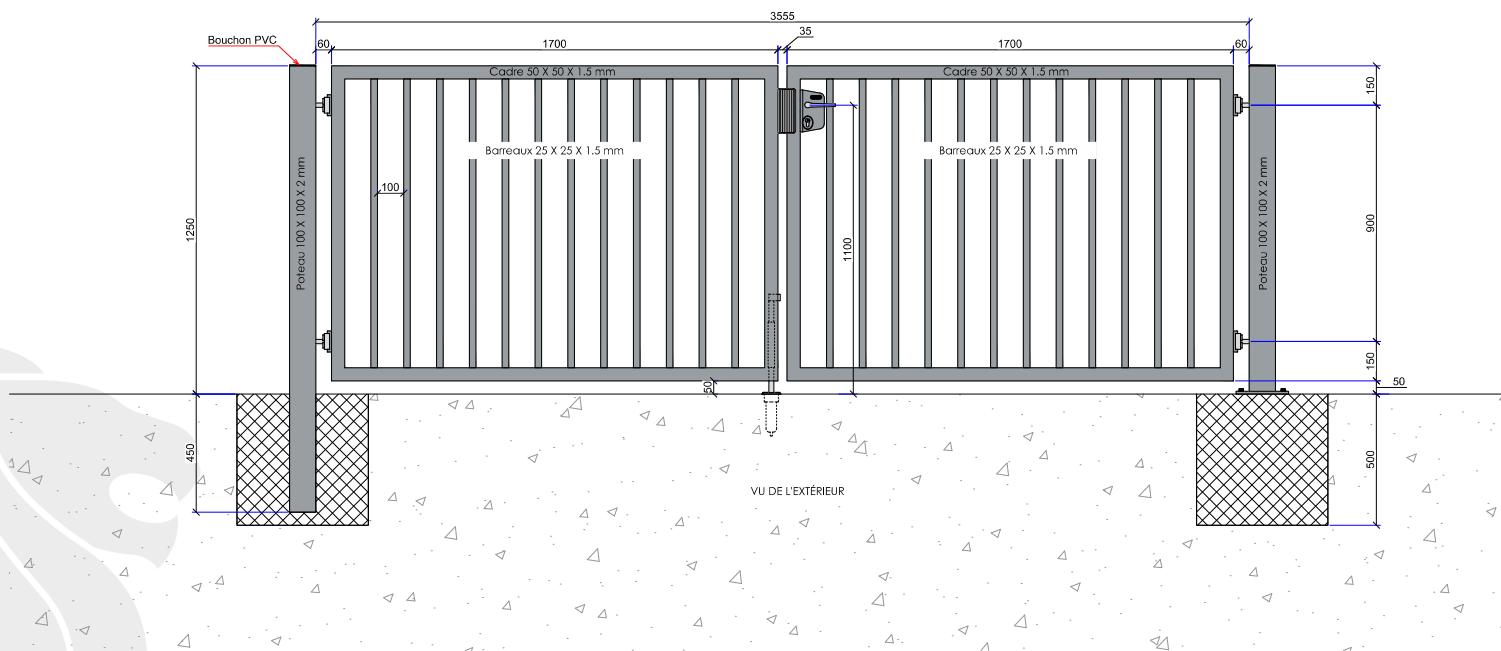 3555
Bouchon PVC
60
1700
35
1700
60
Cadre 50 X 50 X 1.5 mm
Cadre 50 X 50 X 1.5 mm
150
Barreaux 25 X 25 X 1.5 mm
Barreaux 25 X 25 X 1.5 mm
100
Poteau 100 X 100 X 2 mm
Poteau 100 X 100 X 2 mm
1250
1100
900
150
50
50
450
500
VU DE L'EXTÉRIEUR